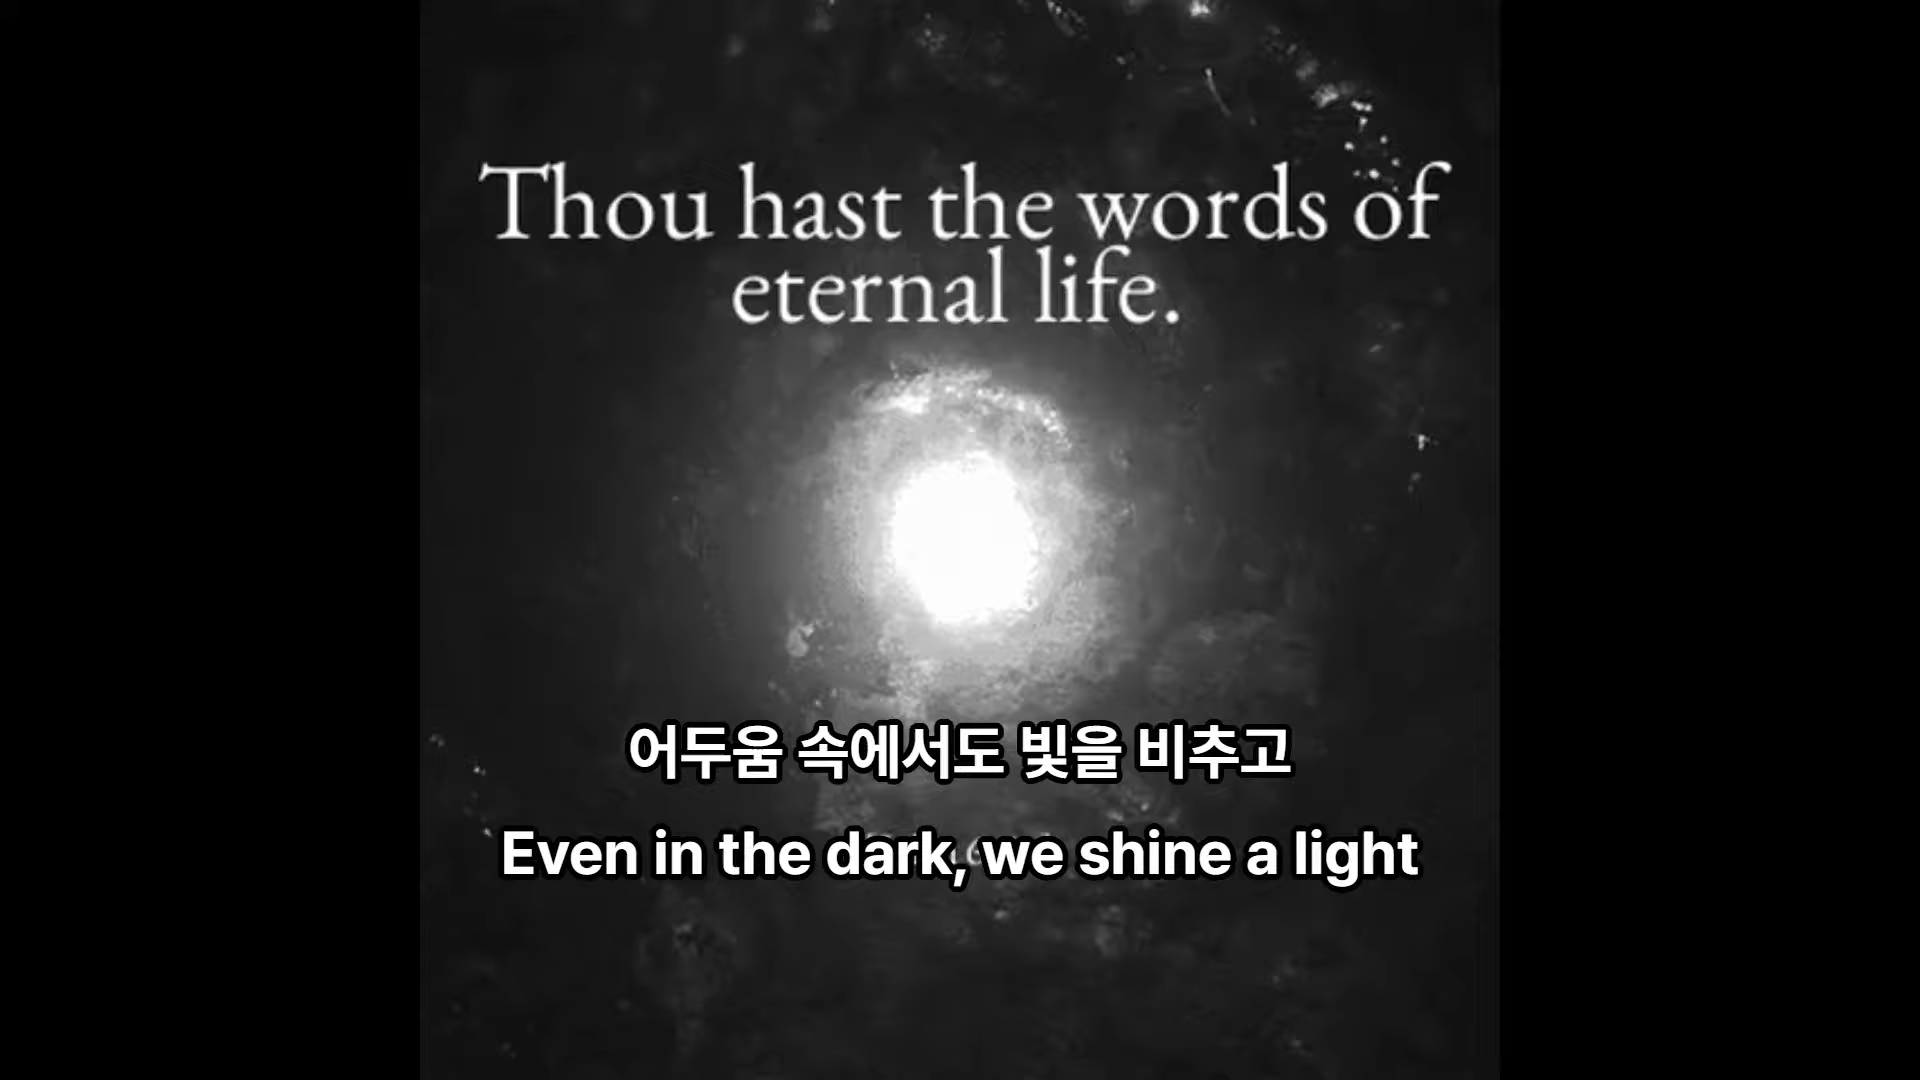 Thou hast the words of
eternal life.
어두움 속에서도 빛을 비추고
Even in the dark, we shine a light